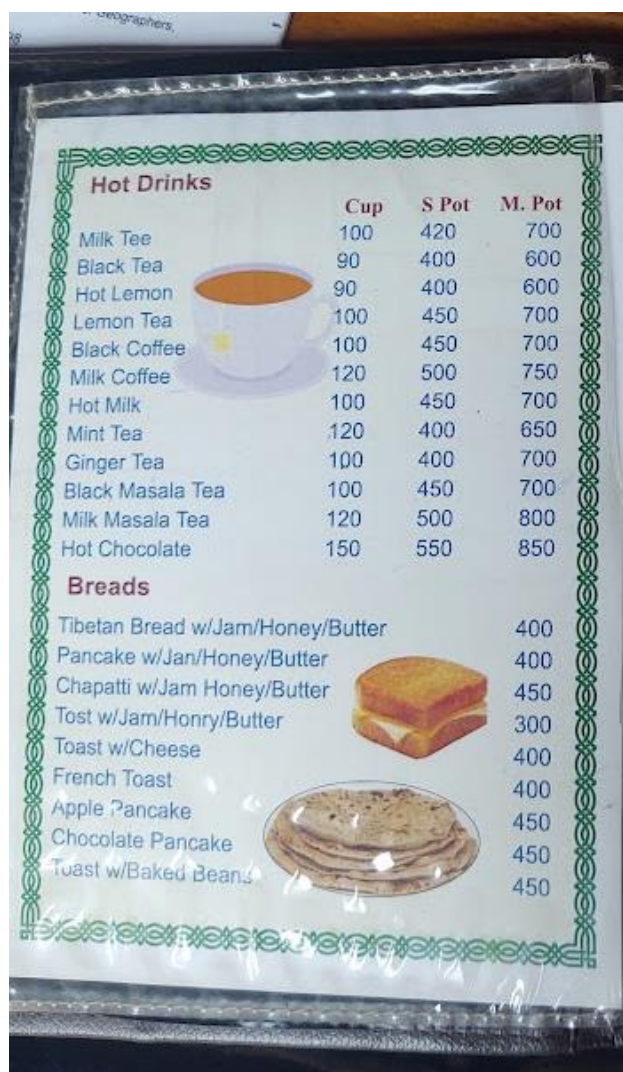 Geographers,
Hot Drinks
Cup S Pot M. Pot
Milk Tee 100 420 700
Black Tea 90 400 600
Hot Lemon 90 400 600
Lemon Tea 100 450 700
Black Coffee 100 450 700
Milk Coffee 120 500 750
Hot Milk 100 450 700
Mint Tea 120 400 650
Ginger Tea 100 400 700
Black Masala Tea 100 450 700
Milk Masala Tea 120 500 800
Hot Chocolate 150 550 850
Breads
Tibetan Bread w/Jam/Honey/Butter 400
Pancake w/Jan/Honey/Butter 400
Chapatti w/Jam Honey/Butter 450
Tost w/Jam/Honry/Butter 300
Toast w/Cheese 400
French Toast 400
Apple Pancake 450
Chocolate Pancake 450
Toast w/Baked Beans 450